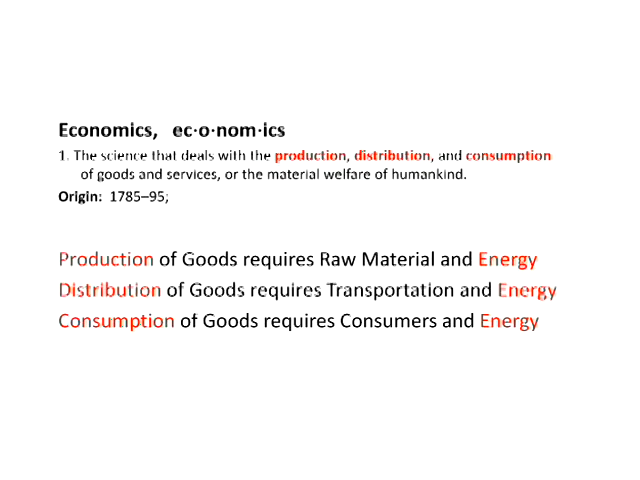 Economics, ec·o·nom·ics
1. The science that deals with the production, distribution, and consumption
of goods and services, or the material welfare of humankind.
Origin: 1785–95;
Production of Goods requires Raw Material and Energy
Distribution of Goods requires Transportation and Energy
Consumption of Goods requires Consumers and Energy